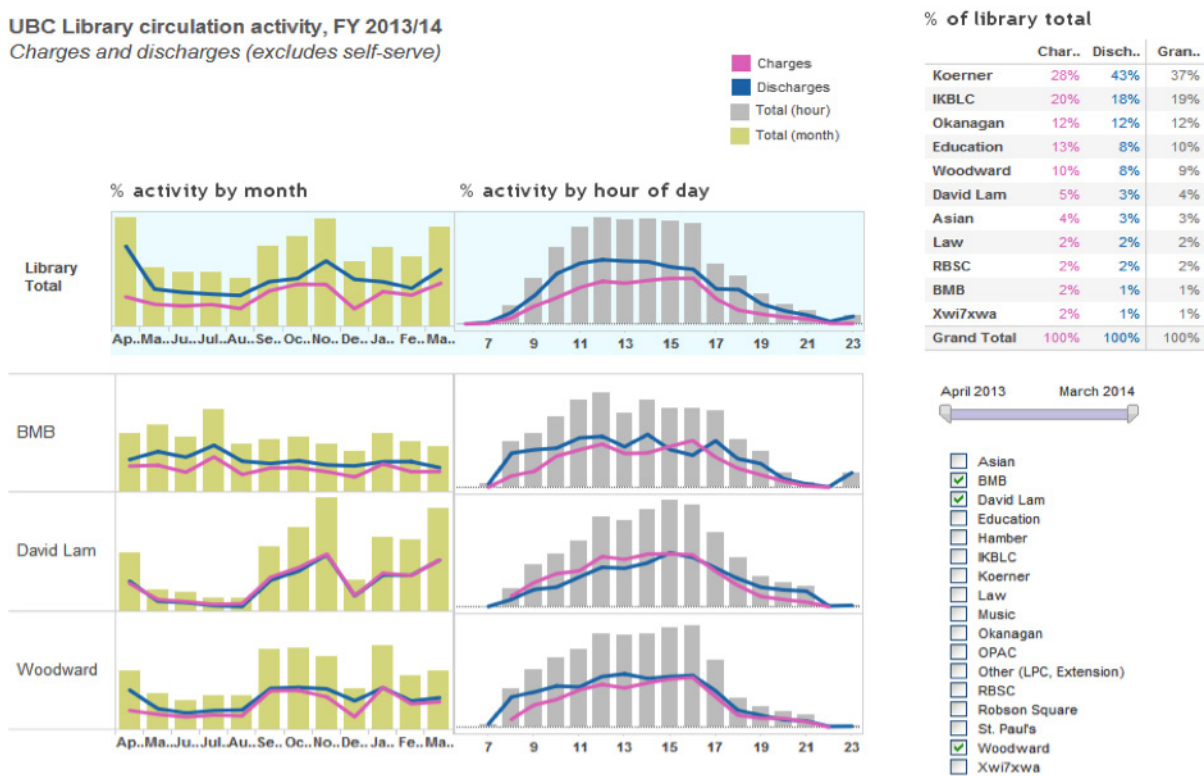 UBC Library circulation activity, FY 2013/14
Charges and discharges (excludes self-serve)
Charges
Discharges
Total (hour)
Total (month)
% activity by month
% activity by hour of day
Library
Total
Ap.. Ma.. Ju.. Jul.. Au.. Se.. Oc.. No.. De.. Ja.. Fe.. Ma..
7 9 11 13 15 17 19 21 23
BMB
David Lam
Woodward
Ap.. Ma.. Ju.. Jul.. Au.. Se.. Oc.. No.. De.. Ja.. Fe.. Ma..
7 9 11 13 15 17 19 21 23
% of library total
Char.. Disch.. Gran..
Koerner 28% 43% 37%
IKBLC 20% 18% 19%
Okanagan 12% 12% 12%
Education 13% 8% 10%
Woodward 10% 8% 9%
David Lam 5% 3% 4%
Asian 4% 3% 3%
Law 2% 2% 2%
RBSC 2% 2% 2%
BMB 2% 1% 1%
Xwi7xwa 2% 1% 1%
Grand Total 100% 100% 100%
April 2013 March 2014
Asian
BMB
David Lam
Education
Hamber
IKBLC
Koerner
Law
Music
Okanagan
OPAC
Other (LPC, Extension)
RBSC
Robson Square
St. Paul's
Woodward
Xwi7xwa